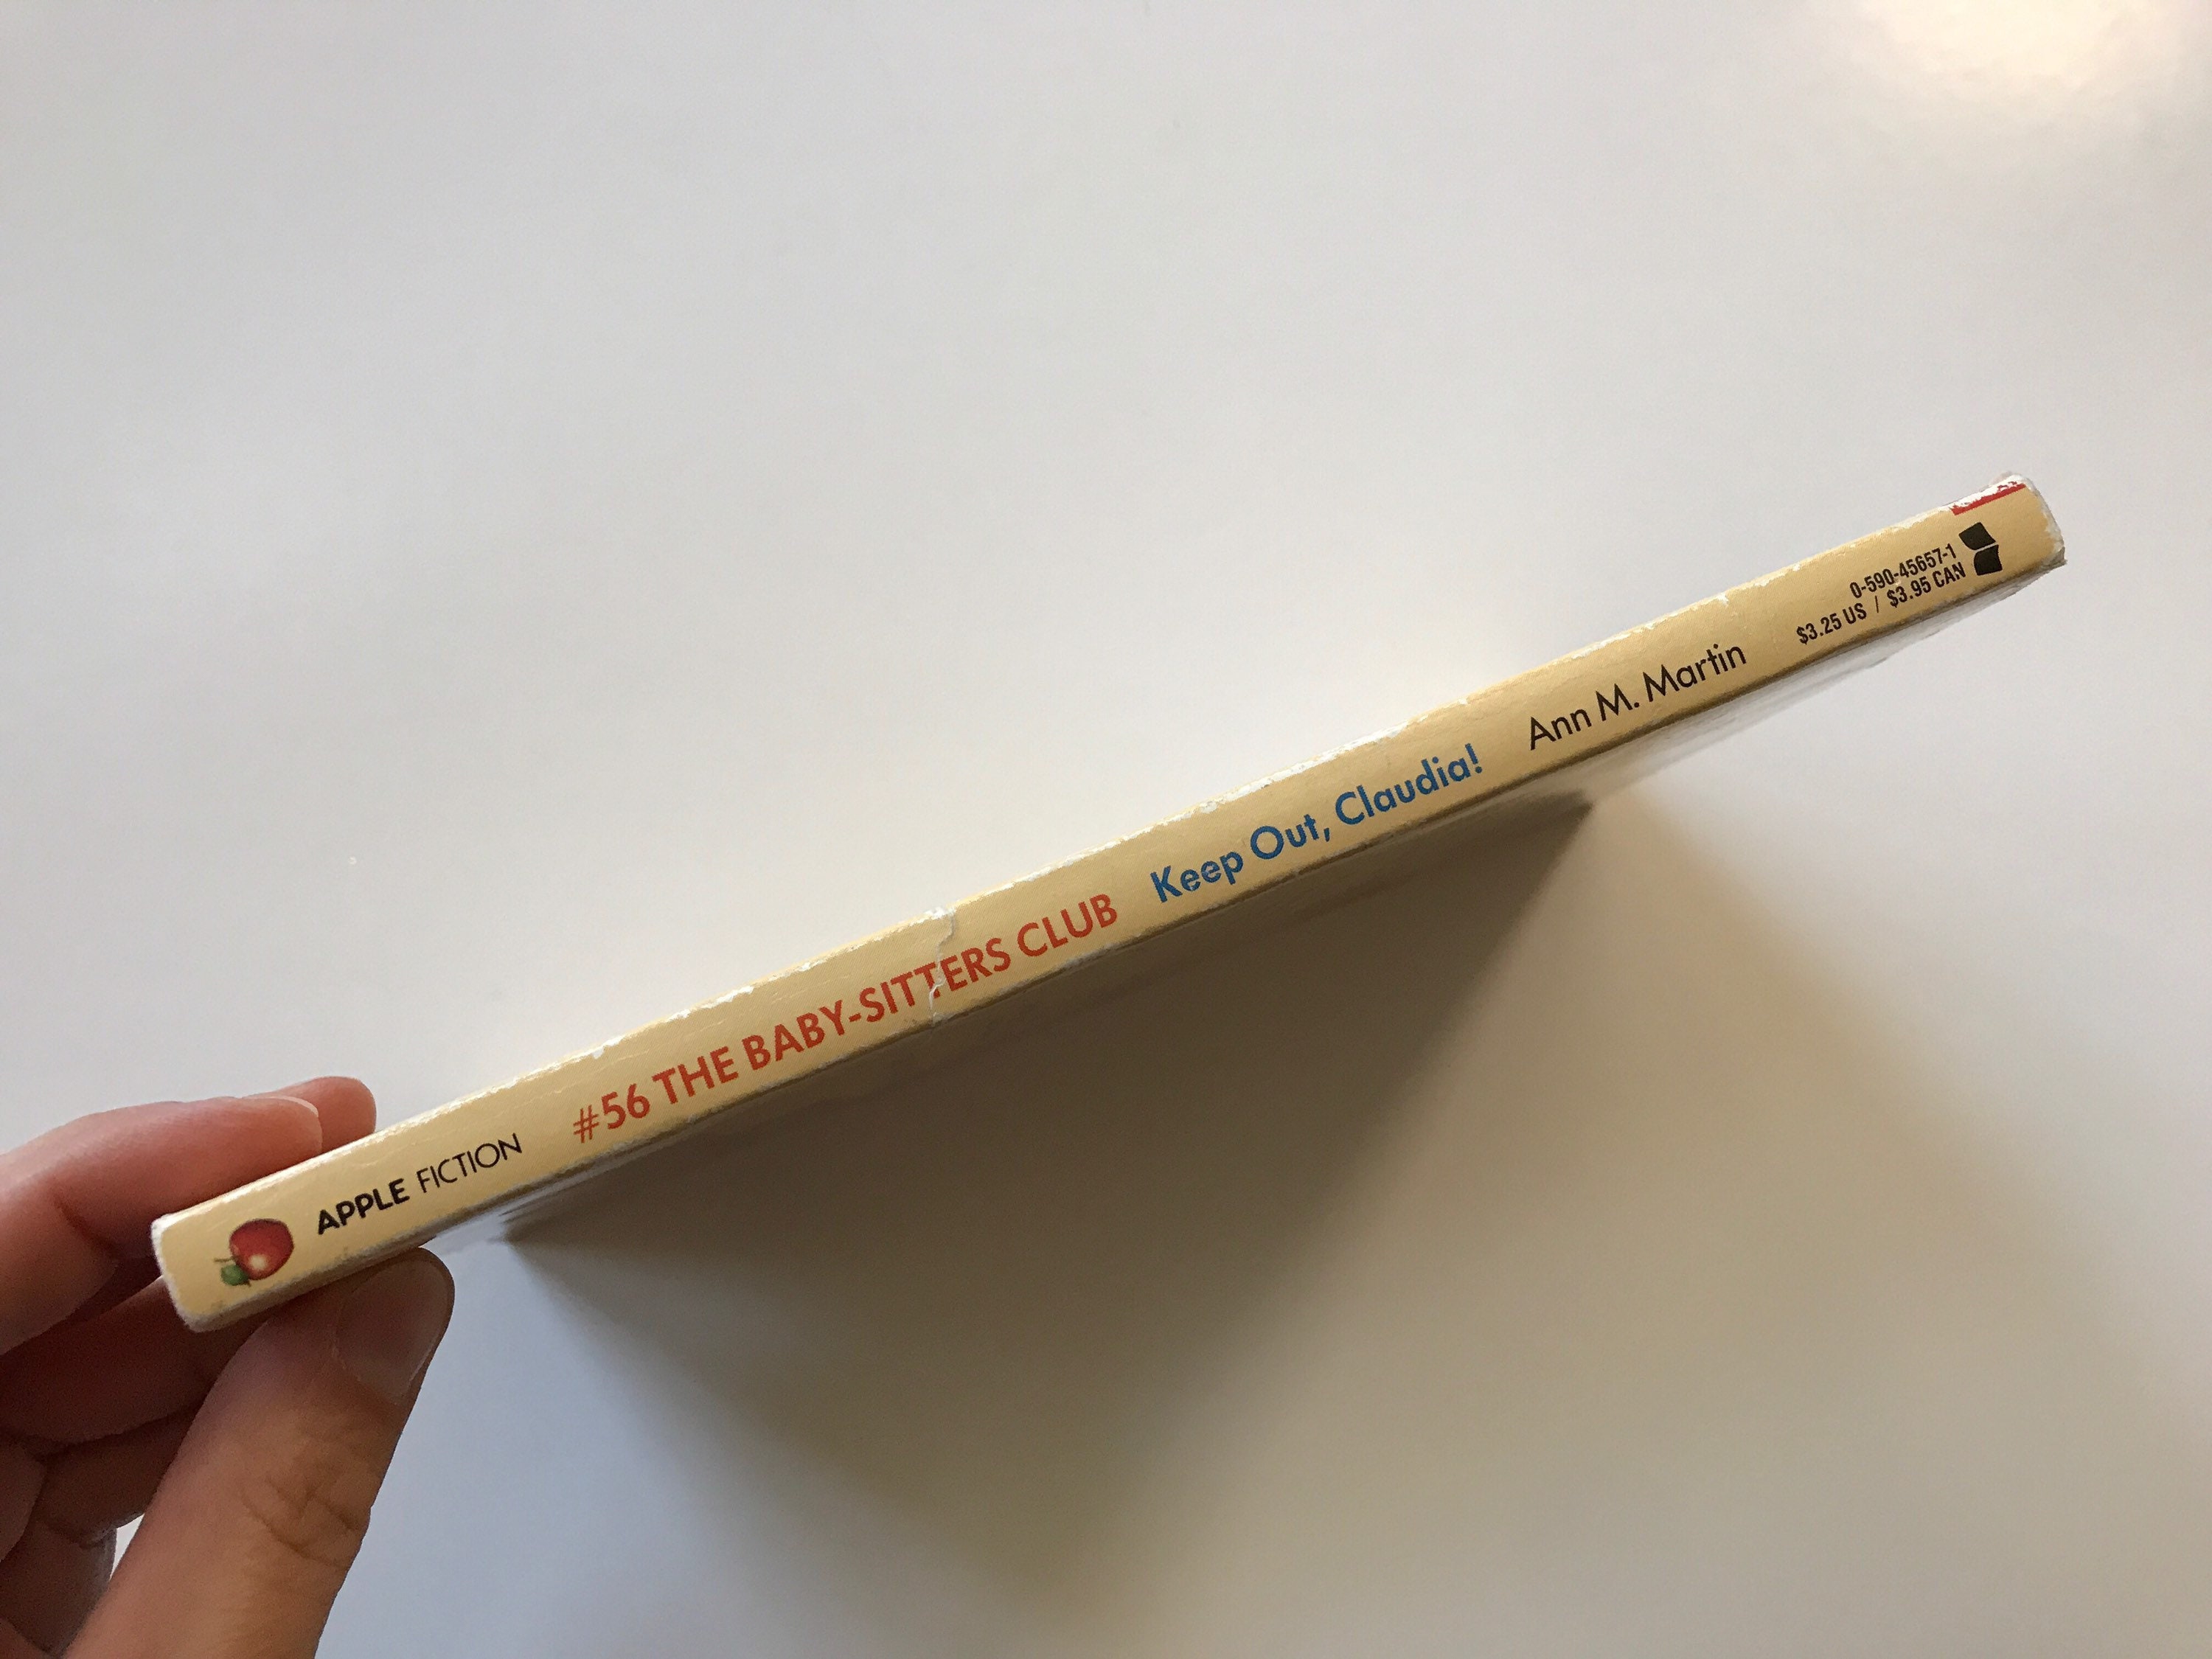 APPLE FICTION
#56 THE BABY-SITTERS CLUB
Keep Out, Claudia!
Ann M. Martin
0-590-45657-1
$3.25 US / $3.95 CAN